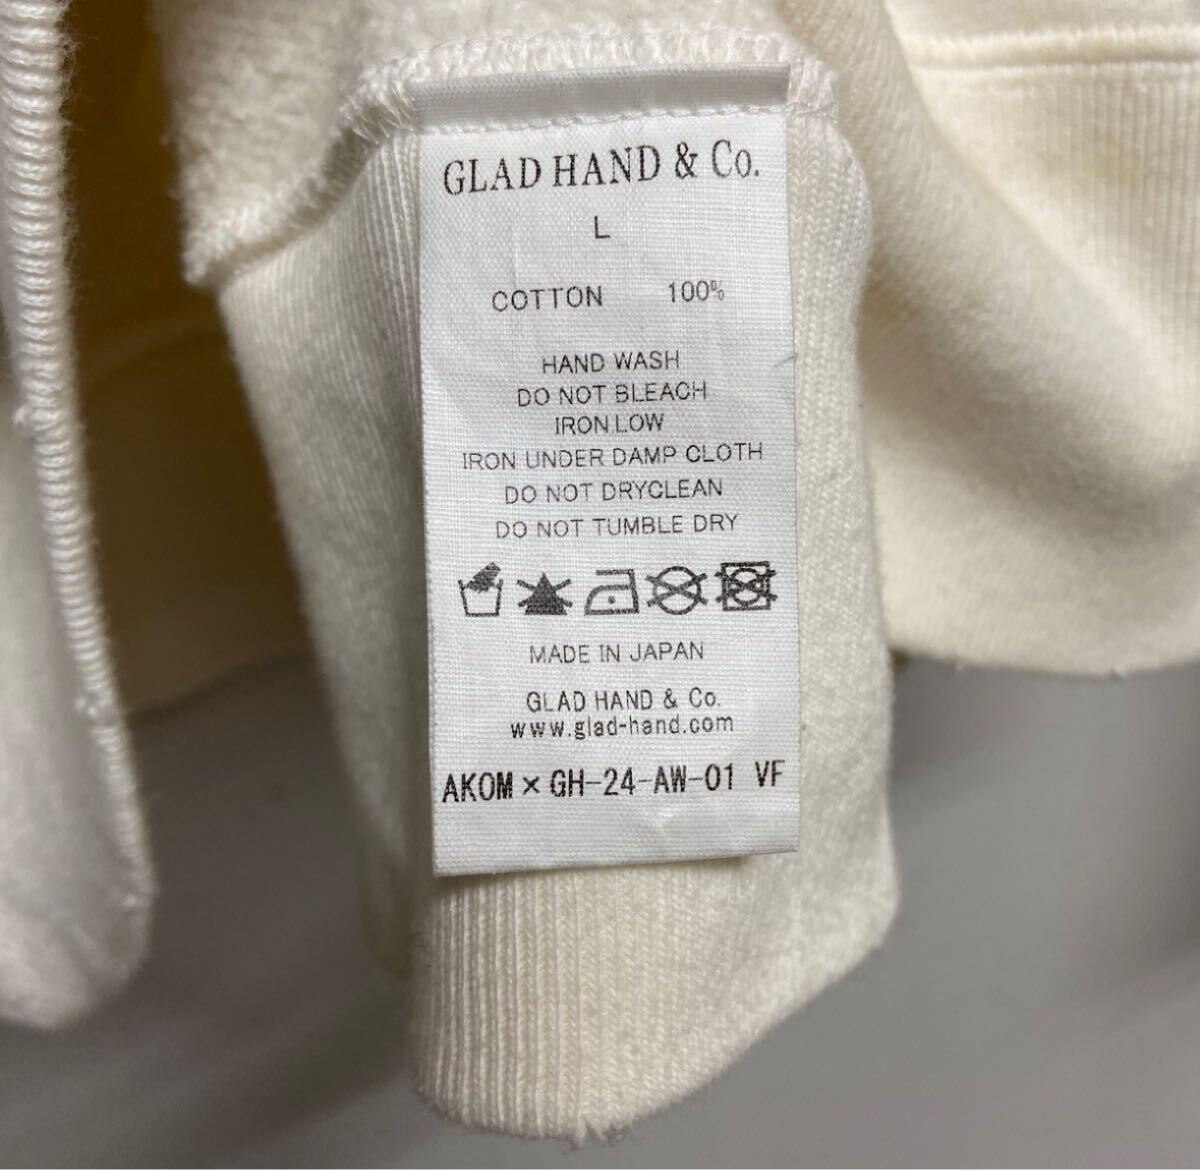 GLAD HAND & Co.
L
COTTON 100%
HAND WASH
DO NOT BLEACH
IRON LOW
IRON UNDER DAMP CLOTH
DO NOT DRYCLEAN
DO NOT TUMBLE DRY
MADE IN JAPAN
GLAD HAND & Co.
www.glad-hand.com
AKOM×GH-24-AW-01 VF